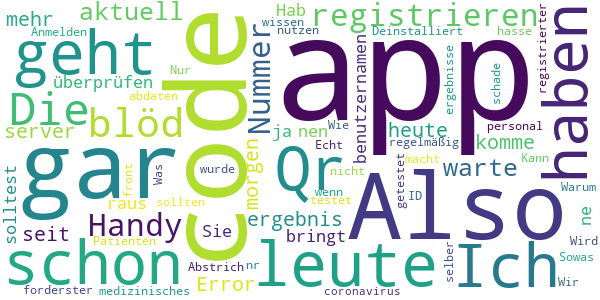 mehr
aktuell
Hab
wissen
registrieren
Anmelden
nutzen
Deinstalliert
hasse
geht
überprüfen
code
Nummer
app
haben
registrierter
Nur
Die
abdaten
blöd
server
ja
nen
Wie
benutzernamen
heute
ergebnisse
schade
personal
regelmäßig
komme
Kann
Echt
gar
solltest
front
Was
wurde
morgen
Qr
nicht
macht
warte
Warum
sollten
wenn
testet
getestet
ID
Also
raus
seit
Handy
Sie
ergebnis
bringt
ne
Patienten
schon
Abstrich
leute
Ich
selber
Wird
Sowas
Error
nr
Wir
forderster
medizinisches
coronavirus